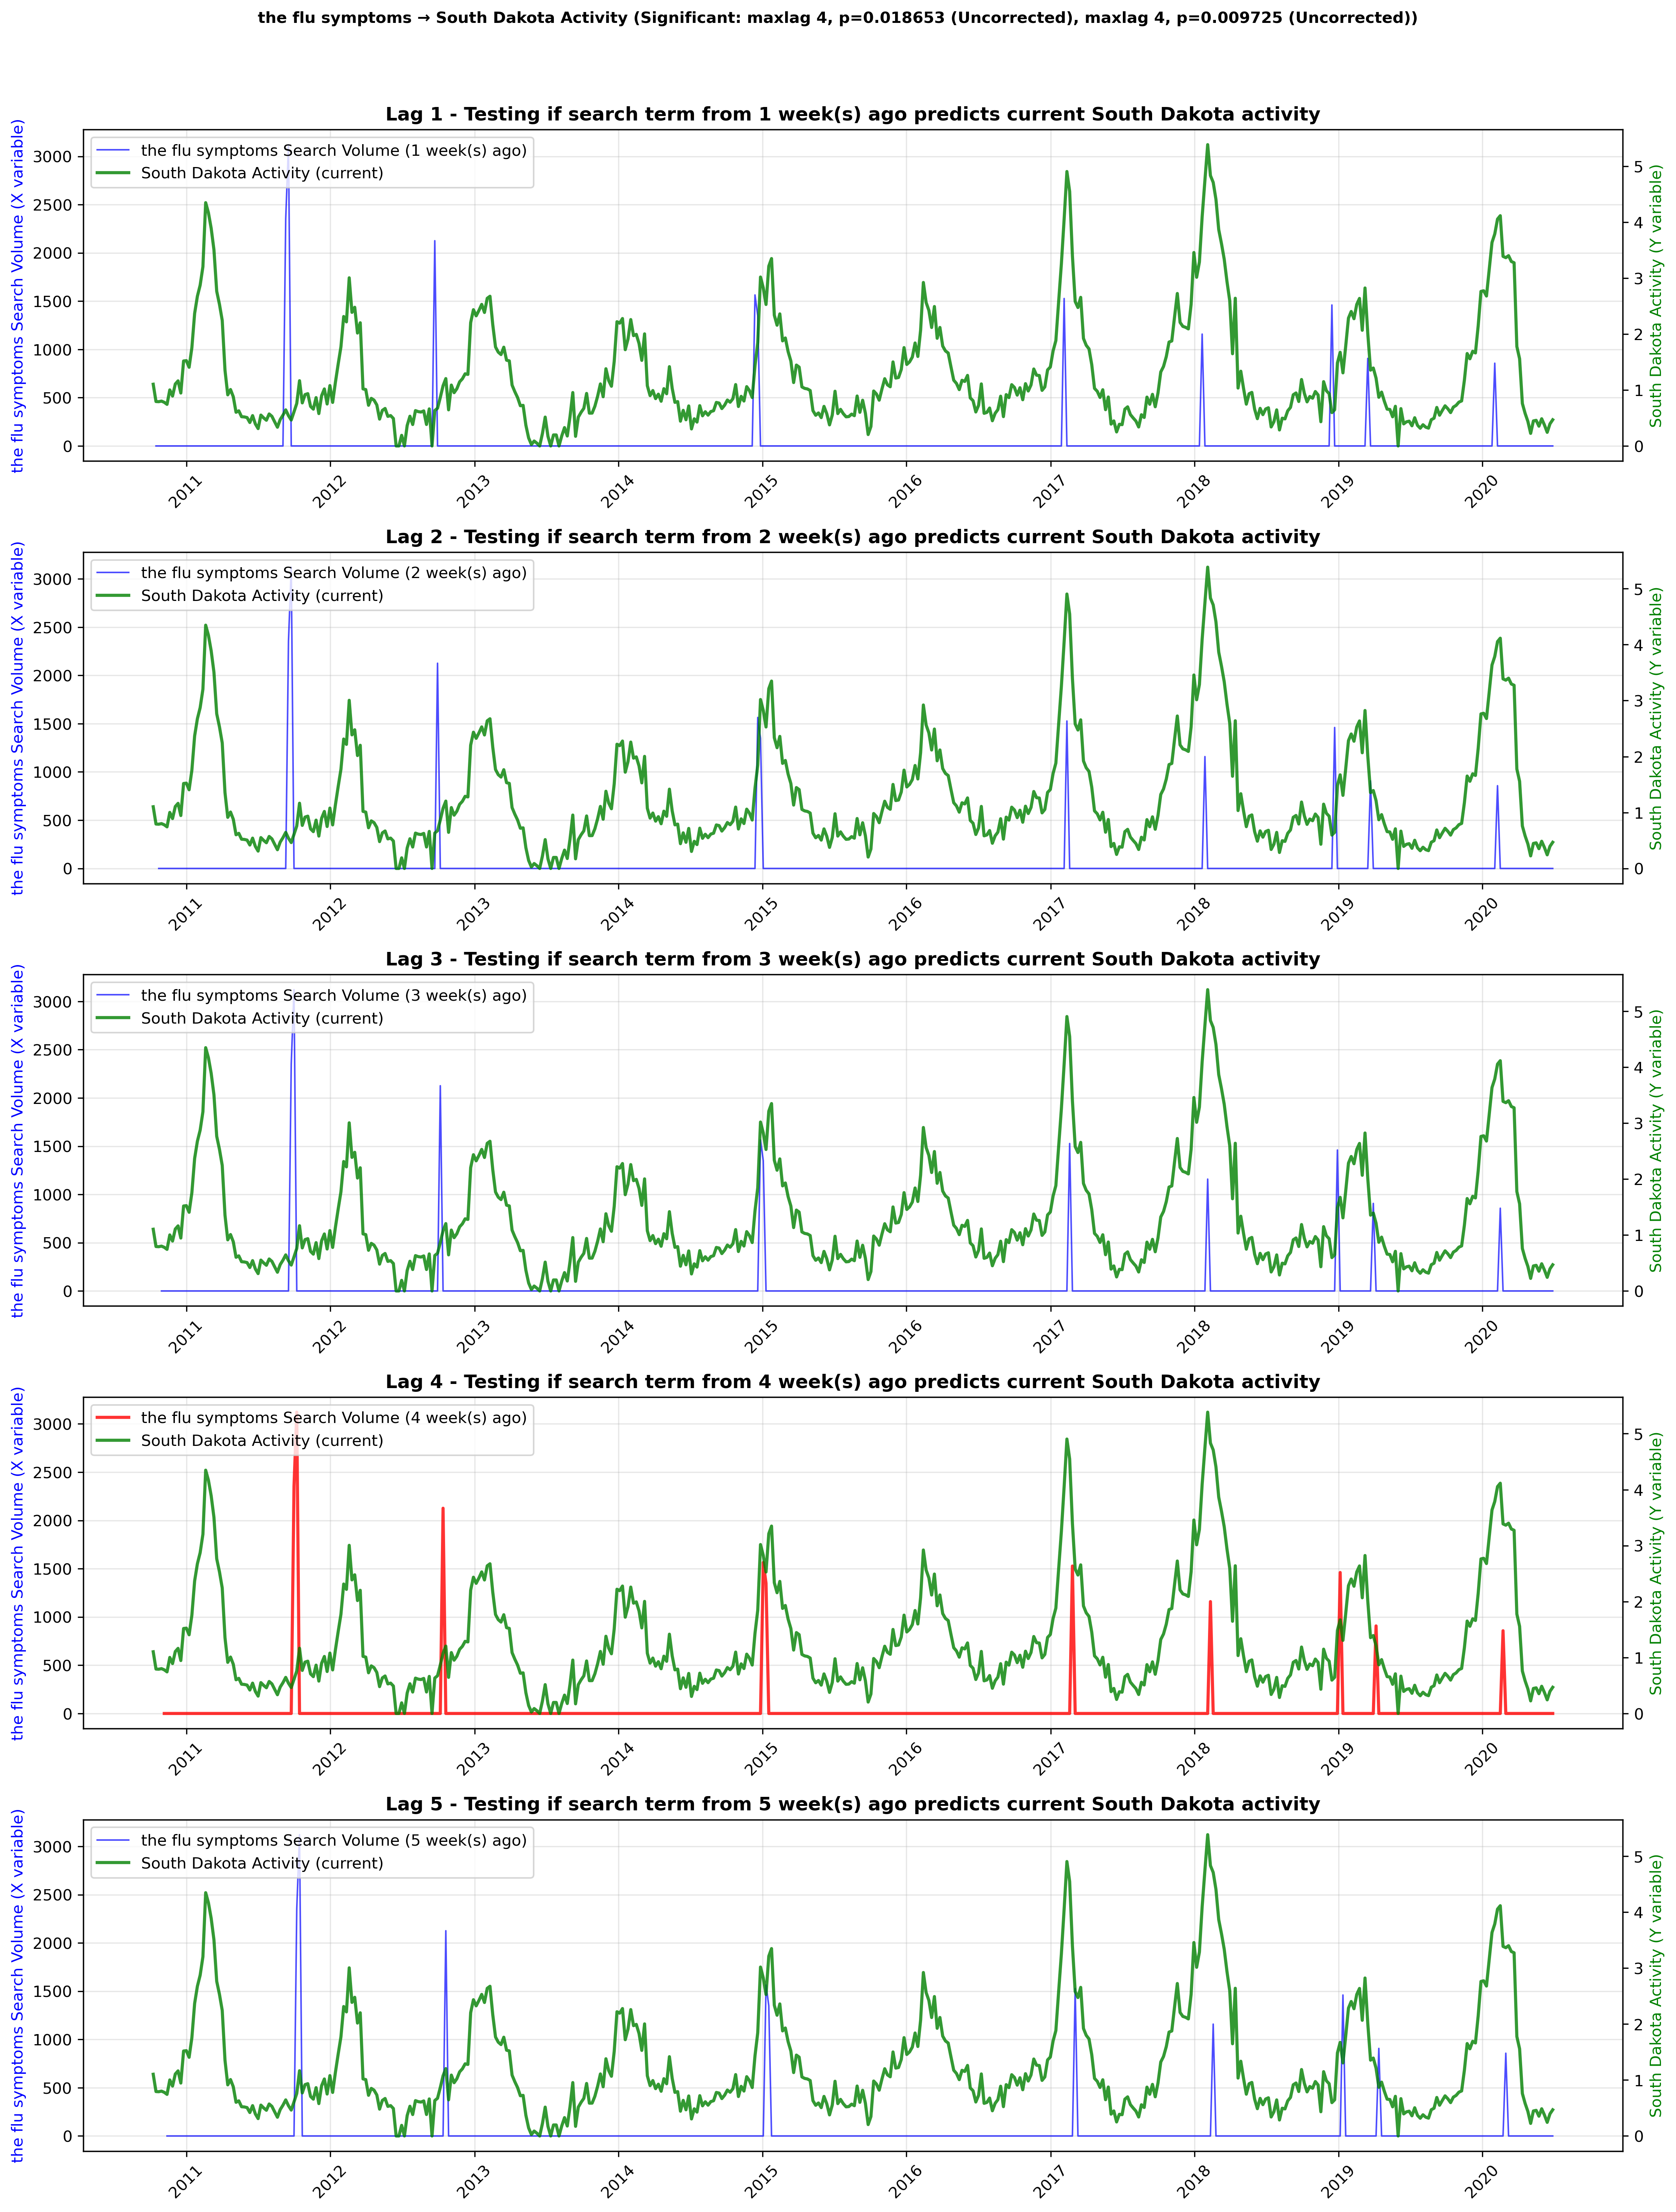 the flu symptoms → South Dakota Activity (Significant: maxlag 4, p=0.018653 (Uncorrected), maxlag 4, p=0.009725 (Uncorrected))
Lag 1 - Testing if search term from 1 week(s) ago predicts current South Dakota activity
the flu symptoms Search Volume (X variable)
3000
2500
2000
1500
1000
500
0
the flu symptoms Search Volume (1 week(s) ago)
South Dakota Activity (current)
5
4
3
2
1
0
South Dakota Activity (Y variable)
2011 2012 2013 2014 2015 2016 2017 2018 2019 2020
Lag 2 - Testing if search term from 2 week(s) ago predicts current South Dakota activity
the flu symptoms Search Volume (X variable)
3000
2500
2000
1500
1000
500
0
the flu symptoms Search Volume (2 week(s) ago)
South Dakota Activity (current)
5
4
3
2
1
0
South Dakota Activity (Y variable)
2011 2012 2013 2014 2015 2016 2017 2018 2019 2020
Lag 3 - Testing if search term from 3 week(s) ago predicts current South Dakota activity
the flu symptoms Search Volume (X variable)
3000
2500
2000
1500
1000
500
0
the flu symptoms Search Volume (3 week(s) ago)
South Dakota Activity (current)
5
4
3
2
1
0
South Dakota Activity (Y variable)
2011 2012 2013 2014 2015 2016 2017 2018 2019 2020
Lag 4 - Testing if search term from 4 week(s) ago predicts current South Dakota activity
the flu symptoms Search Volume (X variable)
3000
2500
2000
1500
1000
500
0
the flu symptoms Search Volume (4 week(s) ago)
South Dakota Activity (current)
5
4
3
2
1
0
South Dakota Activity (Y variable)
2011 2012 2013 2014 2015 2016 2017 2018 2019 2020
Lag 5 - Testing if search term from 5 week(s) ago predicts current South Dakota activity
the flu symptoms Search Volume (X variable)
3000
2500
2000
1500
1000
500
0
the flu symptoms Search Volume (5 week(s) ago)
South Dakota Activity (current)
5
4
3
2
1
0
South Dakota Activity (Y variable)
2011 2012 2013 2014 2015 2016 2017 2018 2019 2020